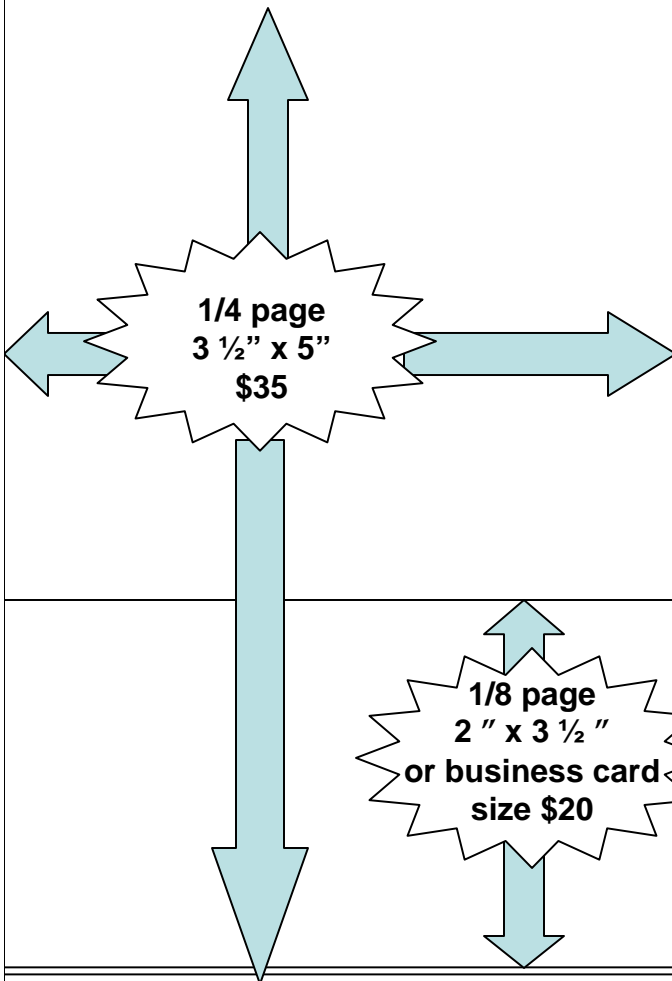 1/4 page
3 ½” x 5”
$35
1/8 page
2 ″ x 3 ½ ″
or business card
size $20